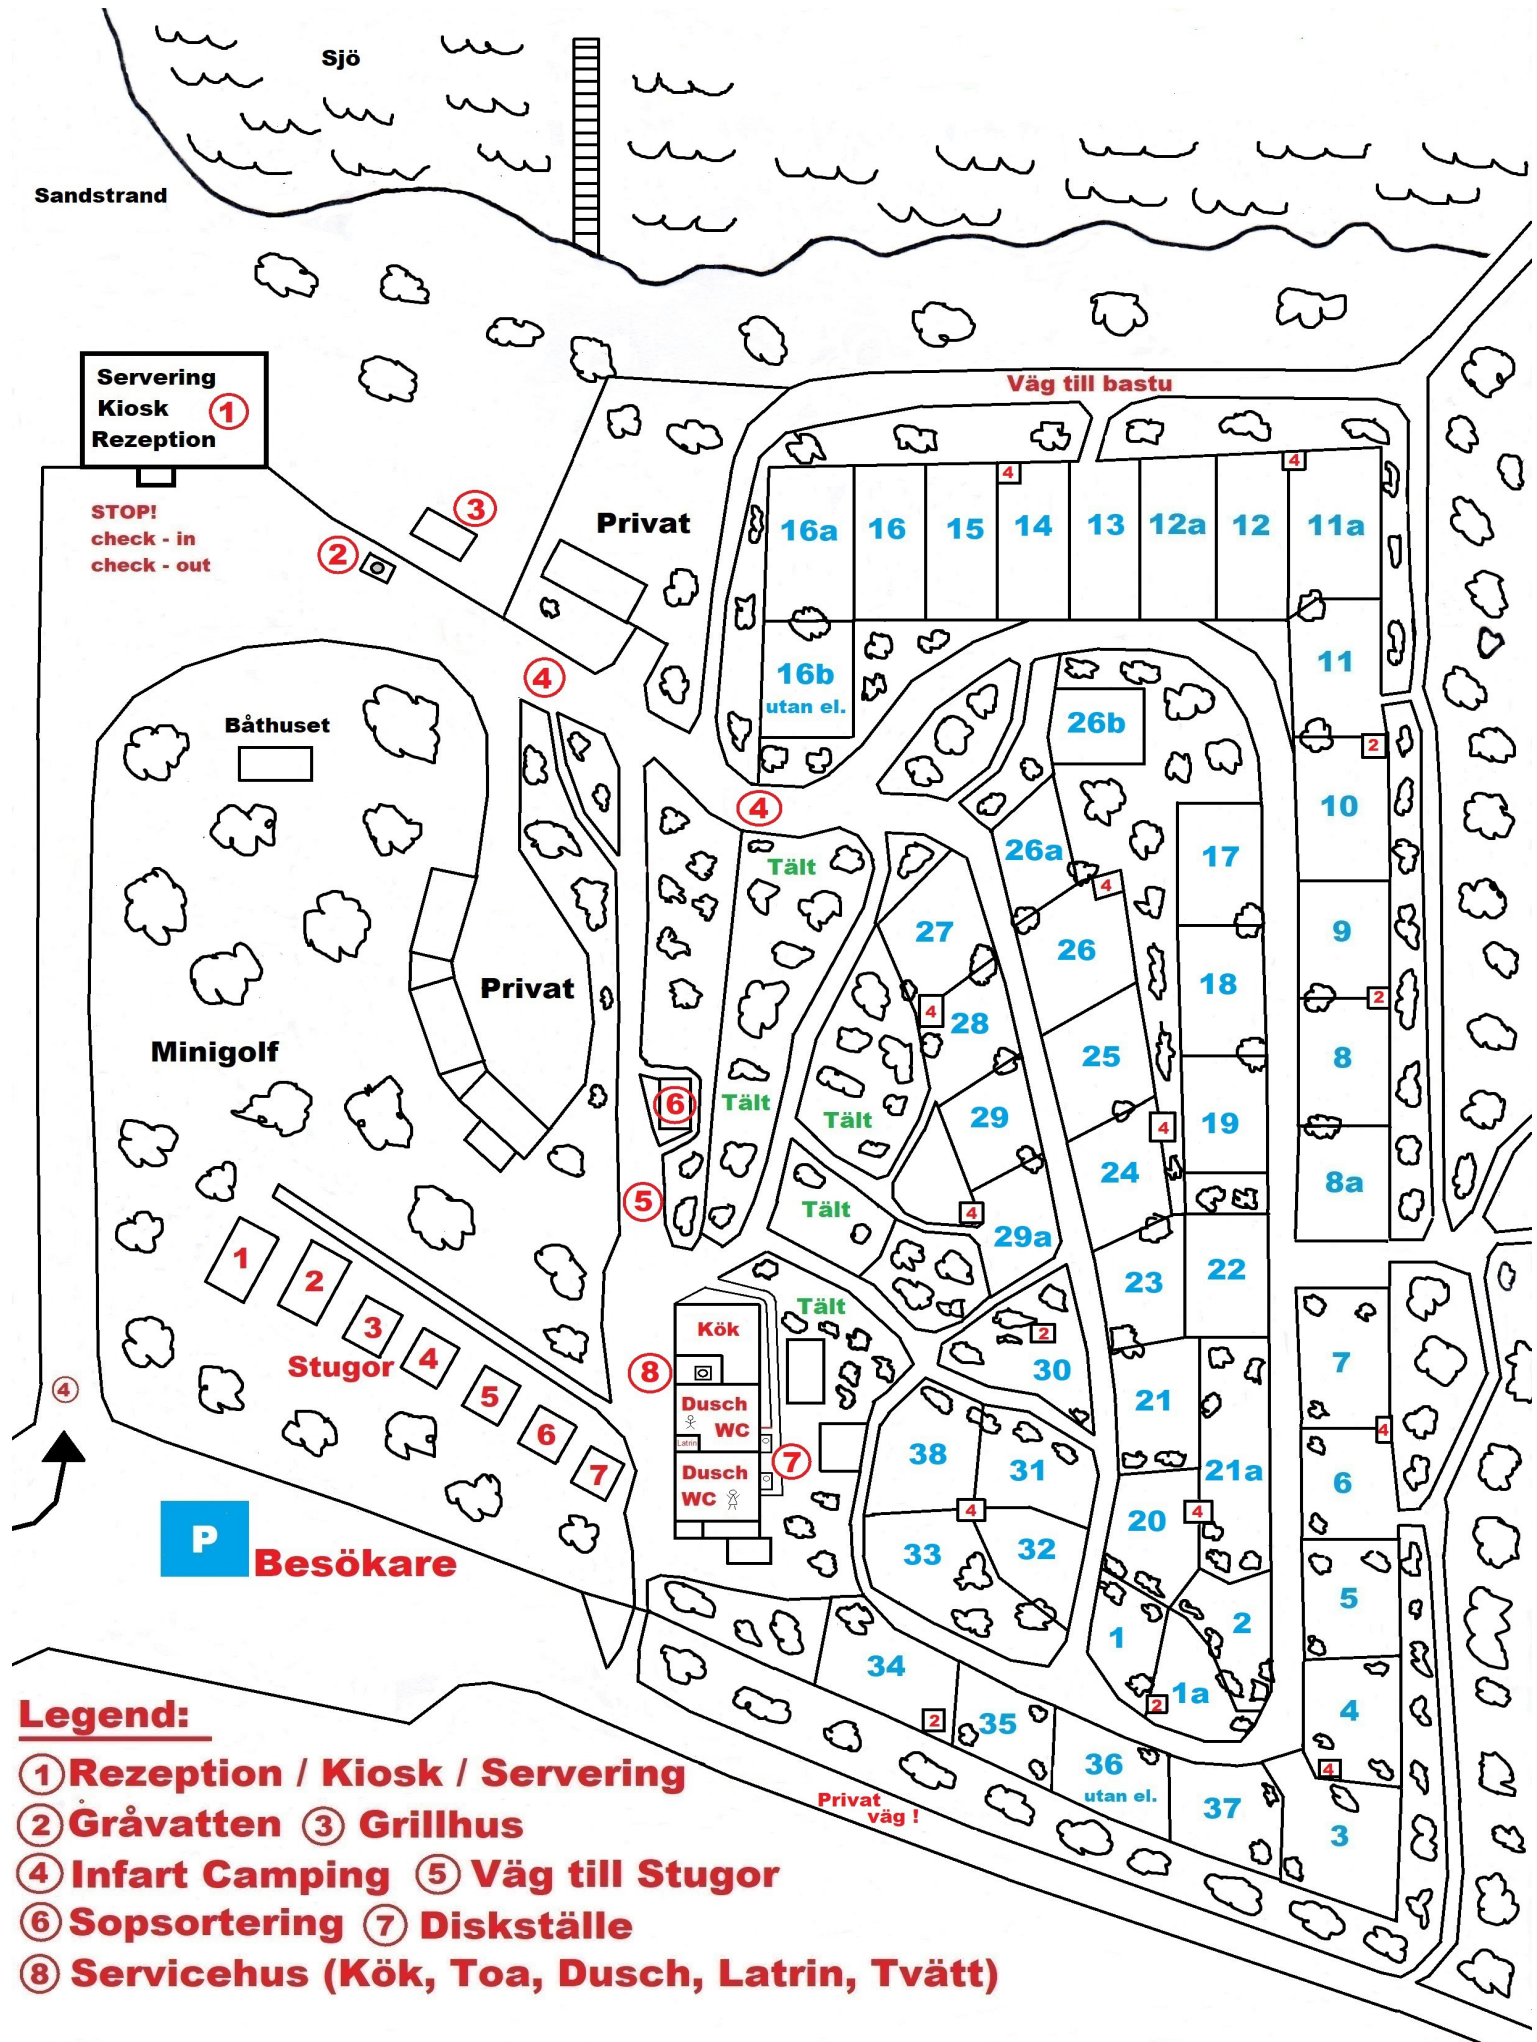 Sjö
Sandstrand
Servering
Kiosk 1
Rezeption
STOP!
check - in
check - out
Väg till bastu
2
3
Privat
4
16a
16
15
4
14
13
12a
12
4
11a
11
16b
utan el.
26b
2
10
Båthuset
4
Tält
26a
4
17
27
26
9
Privat
4
28
18
2
Minigolf
25
8
6
Tält
Tält
29
4
19
24
8a
5
Tält
4
29a
1
2
3
4
5
6
7
Stugor
23
22
Tält
Kök
2
30
7
8
4
Dusch
WC
Latrin
Dusch
WC
7
21
4
38
31
21a
6
4
20
4
33
32
P
Besökare
5
1
2
34
1a
2
4
2
35
36
utan el.
4
37
3
Privat
väg !
Legend:
1 Rezeption / Kiosk / Servering
2 Gråvatten 3 Grillhus
4 Infart Camping 5 Väg till Stugor
6 Sopsortering 7 Diskställe
8 Servicehus (Kök, Toa, Dusch, Latrin, Tvätt)